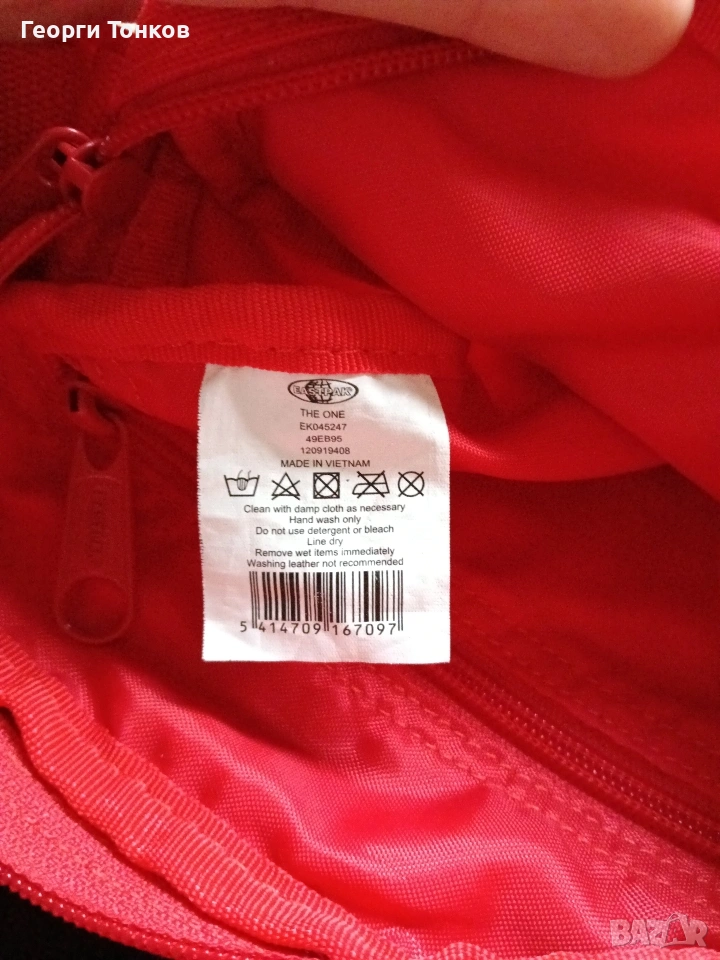 Георги Тонков
EASTPAK
THE ONE
EK045247
49EB95
120919408
MADE IN VIETNAM
Clean with damp cloth as necessary
Hand wash only
Do not use detergent or bleach
Line dry
Remove wet items immediately
Washing leather not recommended
5 414709 167097
BAZAR